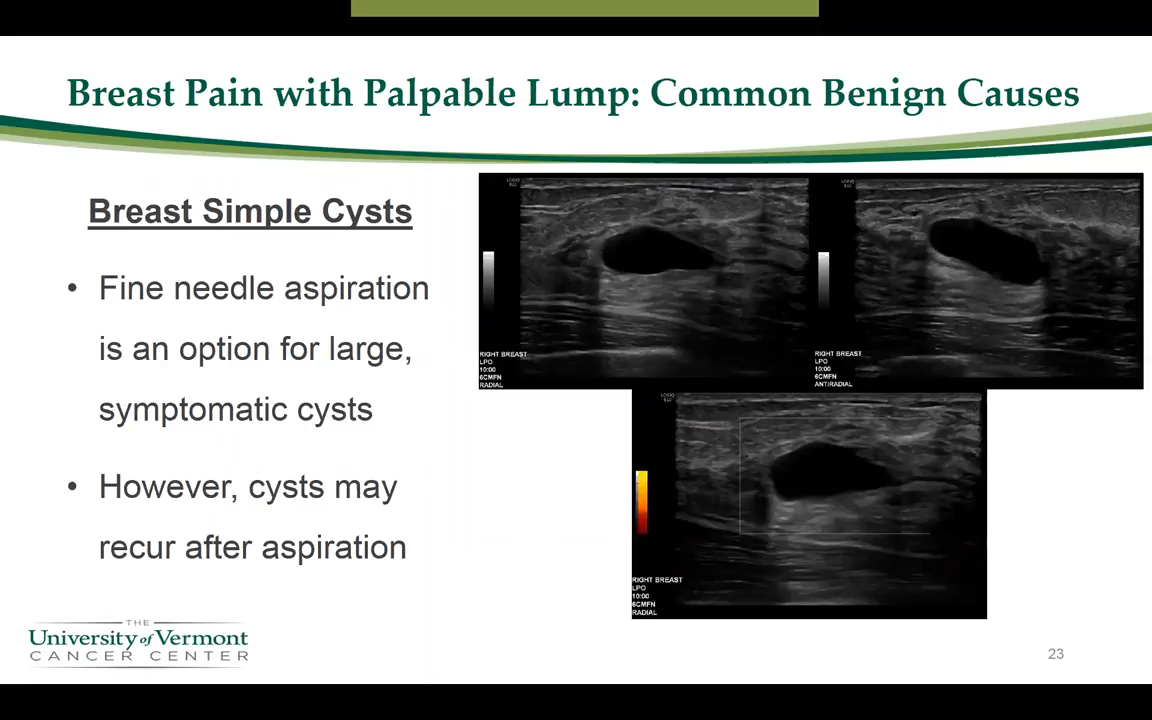 Breast Pain with Palpable Lump: Common Benign Causes
Breast Simple Cysts
• Fine needle aspiration
is an option for large,
symptomatic cysts
• However, cysts may
recur after aspiration
RIGHT BREAST
LPO
10:00
6CMFN
RADIAL
RIGHT BREAST
LPO
10:00
6CMFN
ANTIRADIAL
RIGHT BREAST
LPO
10:00
6CMFN
RADIAL
THE
University of Vermont
CANCER CENTER
23